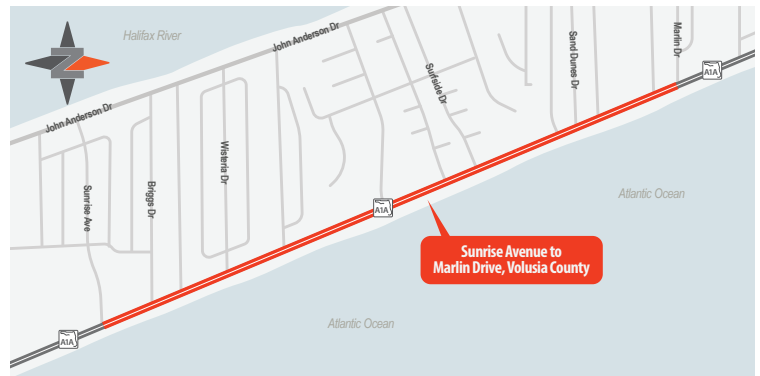 Halifax River
John Anderson Dr
Marlin Dr
Sand Dunes Dr
A1A
N
Surfside Dr
John Anderson Dr
Wisteria Dr
Briggs Dr
Sunrise Ave
Atlantic Ocean
A1A
Sunrise Avenue to
Marlin Drive, Volusia County
Atlantic Ocean
A1A